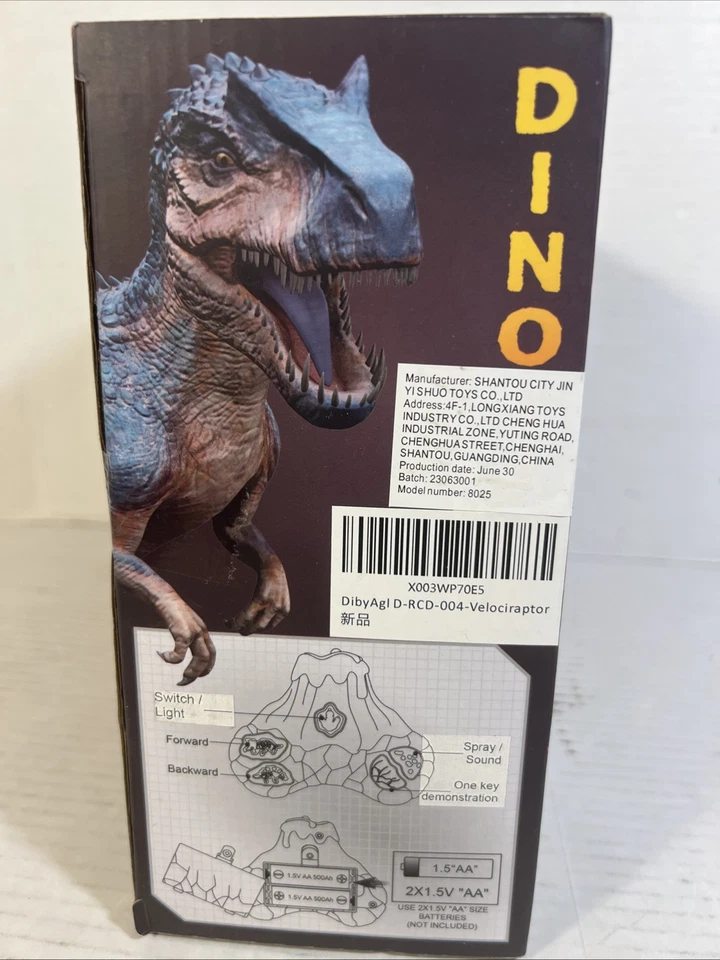 DINO
Manufacturer: SHANTOU CITY JIN
YI SHUO TOYS CO.,LTD
Address:4F-1,LONGXIANG TOYS
INDUSTRY CO.,LTD CHENG HUA
INDUSTRIAL ZONE,YUTING ROAD,
CHENGHUA STREET,CHENGHAI,
SHANTOU,GUANGDING,CHINA
Production date: June 30
Batch: 23063001
Model number: 8025
X003WP70E5
DibyAgl D-RCD-004-Velociraptor
新品
Switch /
Light
Forward
Backward
Spray /
Sound
One key
demonstration
1.5V AA 500Ah
1.5V AA 500Ah
1.5"AA"
2X1.5V "AA"
USE 2X1.5V "AA" SIZE
BATTERIES
(NOT INCLUDED)